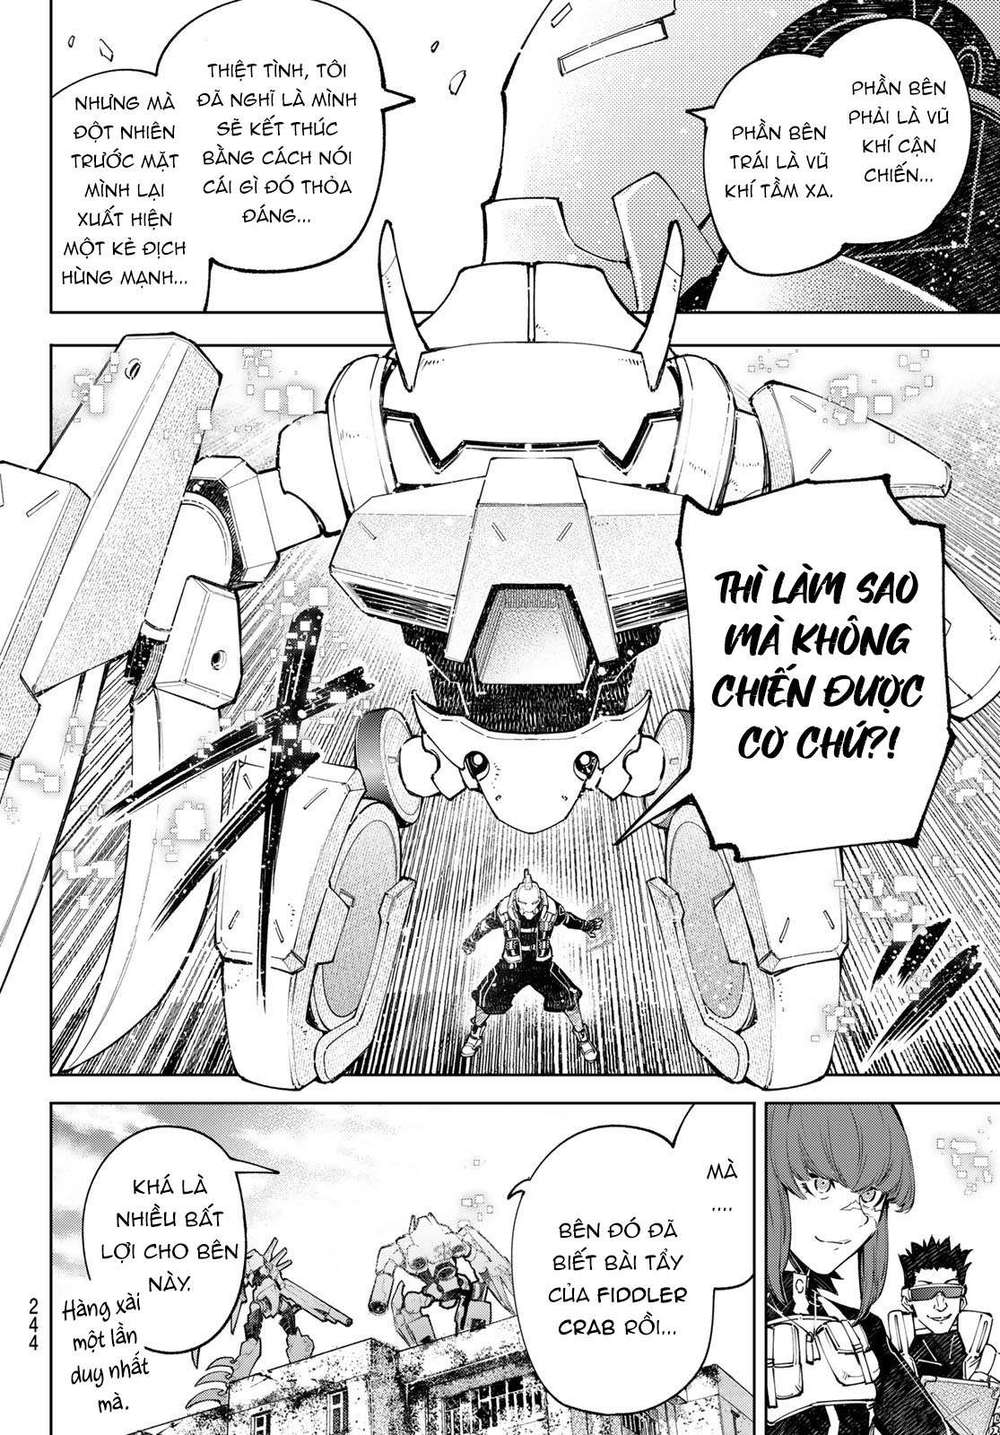 PHẦN BÊN
PHẢI LÀ VŨ
KHÍ CẬN
CHIẾN...
PHẦN BÊN
TRÁI LÀ VŨ
KHÍ TẦM XA.
THIỆT TÌNH, TÔI
ĐÃ NGHĨ LÀ MÌNH
SẼ KẾT THÚC
BẰNG CÁCH NÓI
CÁI GÌ ĐÓ THỎA
ĐÁNG...
NHƯNG MÀ
ĐỘT NHIÊN
TRƯỚC MẶT
MÌNH LẠI
XUẤT HIỆN
MỘT KẺ ĐỊCH
HÙNG MẠNH...
THÌ LÀM SAO
MÀ KHÔNG
CHIẾN ĐƯỢC
CƠ CHỨ?!
MÀ
....
BÊN ĐÓ ĐÃ
BIẾT BÀI TẨY
CỦA FIDDLER
CRAB RỒI...
KHÁ LÀ
NHIỀU BẤT
LỢI CHO BÊN
NÀY.
Hàng xài
một lần
duy nhất
mà.
244